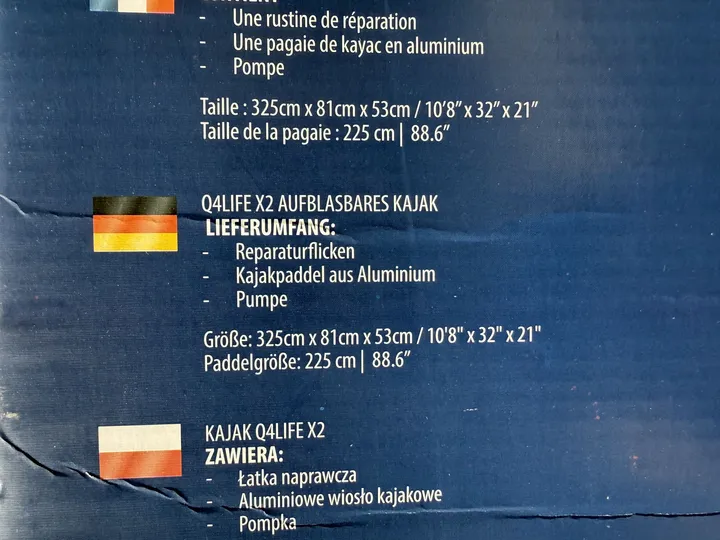 - Une rustine de réparation
- Une pagaie de kayac en aluminium
- Pompe
Taille : 325cm x 81cm x 53cm / 10’8” x 32” x 21”
Taille de la pagaie : 225 cm | 88.6”
Q4LIFE X2 AUFBLASBARES KAJAK
LIEFERUMFANG:
- Reparaturflicken
- Kajakpaddel aus Aluminium
- Pumpe
Größe: 325cm x 81cm x 53cm / 10'8" x 32" x 21"
Paddelgröße: 225 cm | 88.6”
KAJAK Q4LIFE X2
ZAWIERA:
- Łatka naprawcza
- Aluminiowe wiosło kajakowe
- Pompka